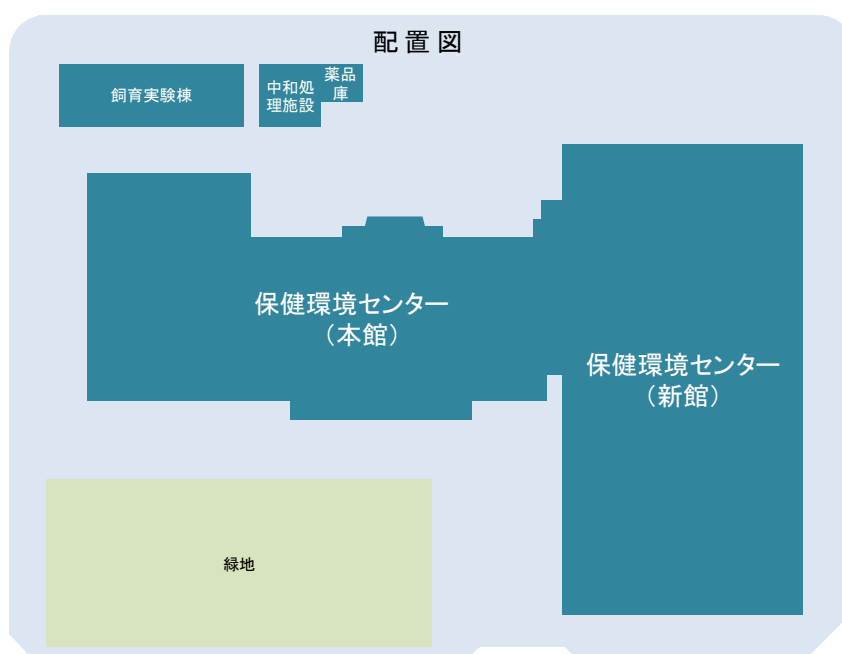 配置図
飼育実験棟
中和処
理施設
薬品
庫
保健環境センター
（本館）
保健環境センター
（新館）
緑地